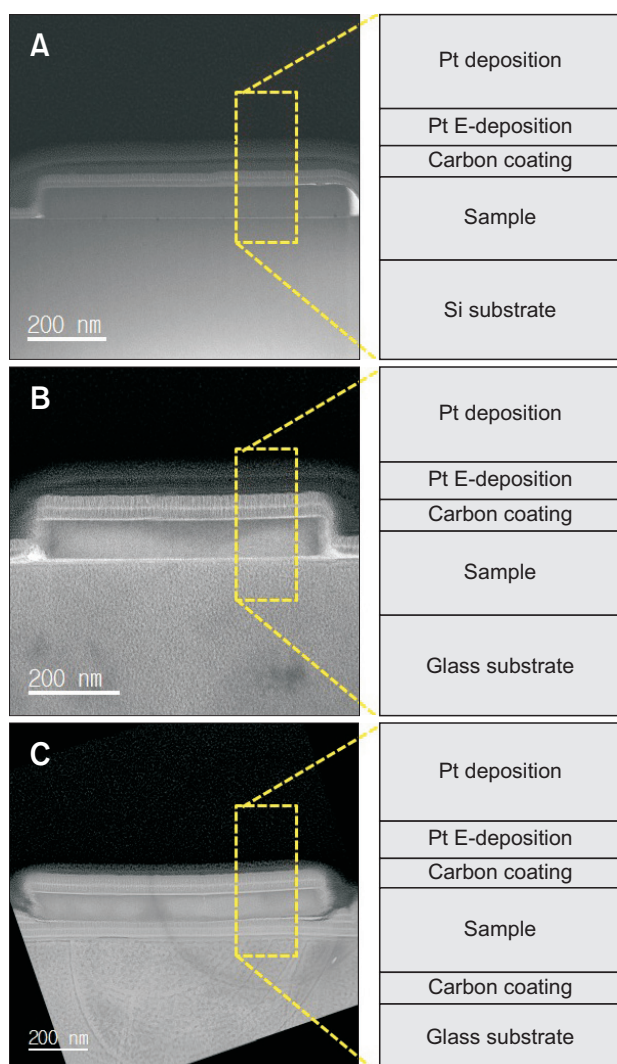 A
Pt deposition
Pt E-deposition
Carbon coating
Sample
Si substrate
200 nm
B
Pt deposition
Pt E-deposition
Carbon coating
Sample
Glass substrate
200 nm
C
Pt deposition
Pt E-deposition
Carbon coating
Sample
Carbon coating
Glass substrate
200 nm